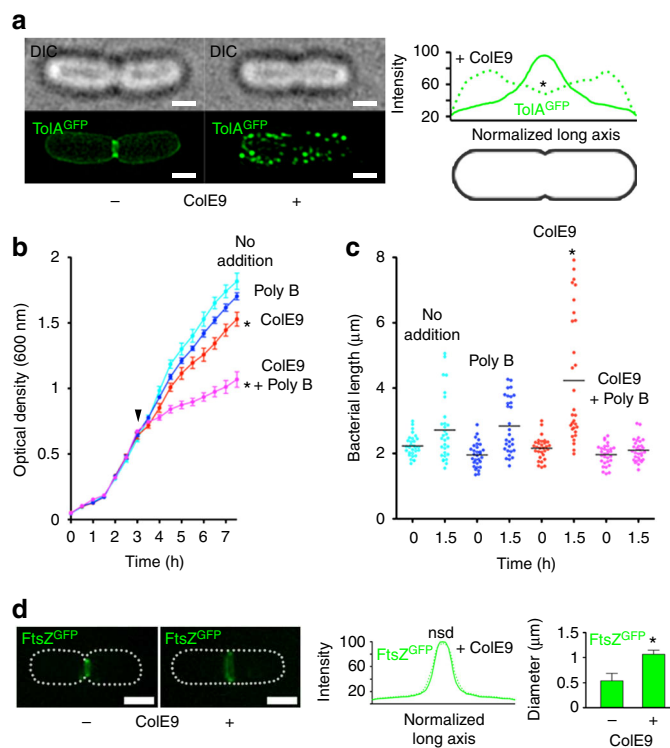 a
DIC
TolA^GFP
TolA^GFP
– ColE9 +
Intensity
100
60
20
+ ColE9
*
TolA^GFP
Normalized long axis
b
Optical density (600 nm)
2
1.5
1
0.5
0
0 1 2 3 4 5 6 7
Time (h)
No
addition
Poly B
* ColE9
ColE9
* + Poly B
c
Bacterial length (μm)
8
6
4
2
0
No
addition
Poly B
ColE9
*
ColE9
+ Poly B
0 1.5 0 1.5 0 1.5 0 1.5
Time (h)
d
FtsZ^GFP
FtsZ^GFP
– ColE9 +
Intensity
100
60
20
nsd
FtsZ^GFP + ColE9
Normalized
long axis
Diameter (μm)
1.5
1
0.5
0
FtsZ^GFP
*
– +
ColE9